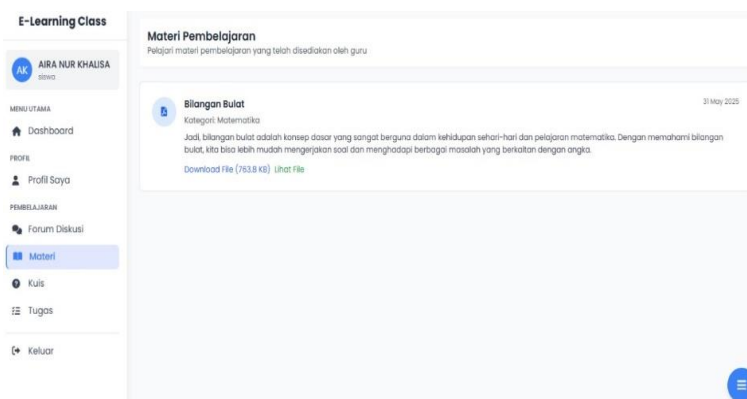 E-Learning Class
AK
AIRA NUR KHALISA
siswa
MENU UTAMA
Dashboard
PROFIL
Profil Saya
PEMBELAJARAN
Forum Diskusi
Materi
Kuis
Tugas
Keluar
Materi Pembelajaran
Pelajari materi pembelajaran yang telah disediakan oleh guru
Bilangan Bulat
31 May 2025
Kategori: Matematika
Jadi, bilangan bulat adalah konsep dasar yang sangat berguna dalam kehidupan sehari-hari dan pelajaran matematika. Dengan memahami bilangan
bulat, kita bisa lebih mudah mengerjakan soal dan menghadapi berbagai masalah yang berkaitan dengan angka.
Download File (763.8 KB) Lihat File